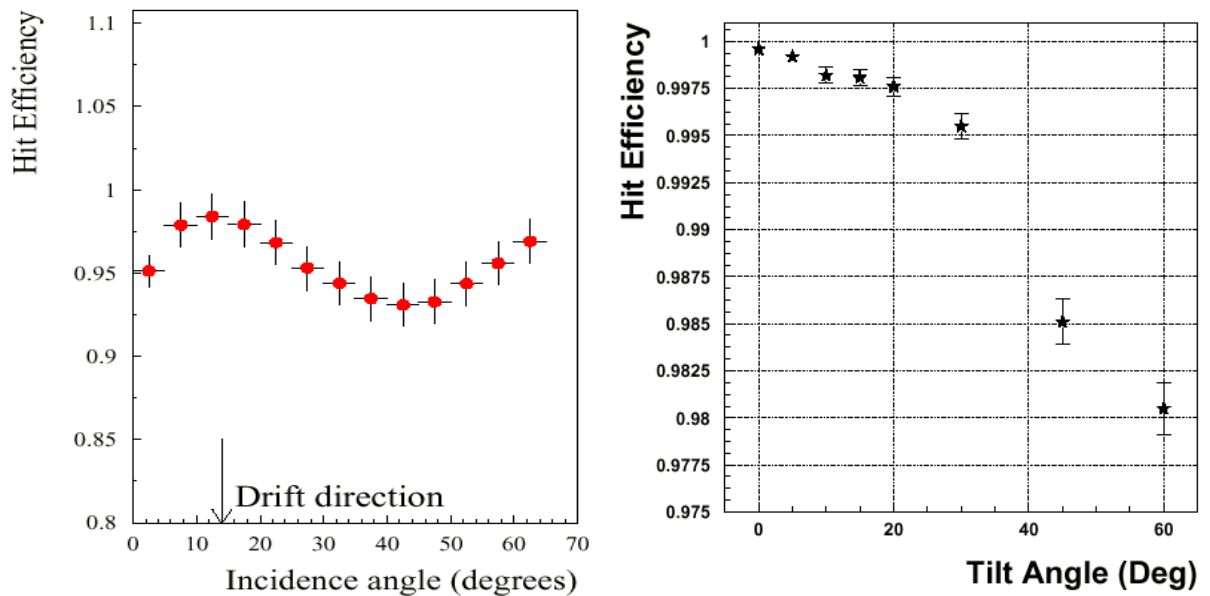 Hit Efficiency
1.1
1.05
1
0.95
0.9
0.85
0.8
Drift direction
0 10 20 30 40 50 60 70
Incidence angle (degrees)
Hit Efficiency
1
0.9975
0.995
0.9925
0.99
0.9875
0.985
0.9825
0.98
0.9775
0.975
0 20 40 60
Tilt Angle (Deg)